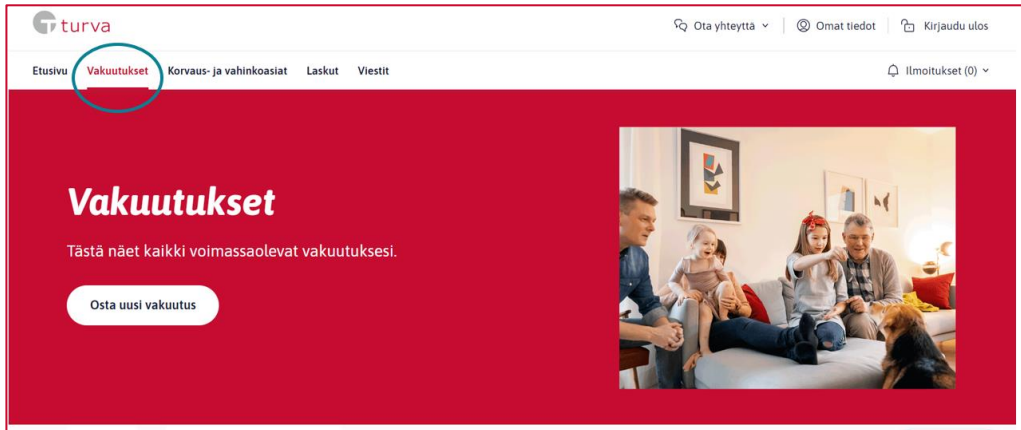 turva
Ota yhteyttä
Omat tiedot
Kirjaudu ulos
Etusivu
Vakuutukset
Korvaus- ja vahinkoasiat
Laskut
Viestit
Ilmoitukset (0)
Vakuutukset
Tästä näet kaikki voimassaolevat vakuutuksesi.
Osta uusi vakuutus